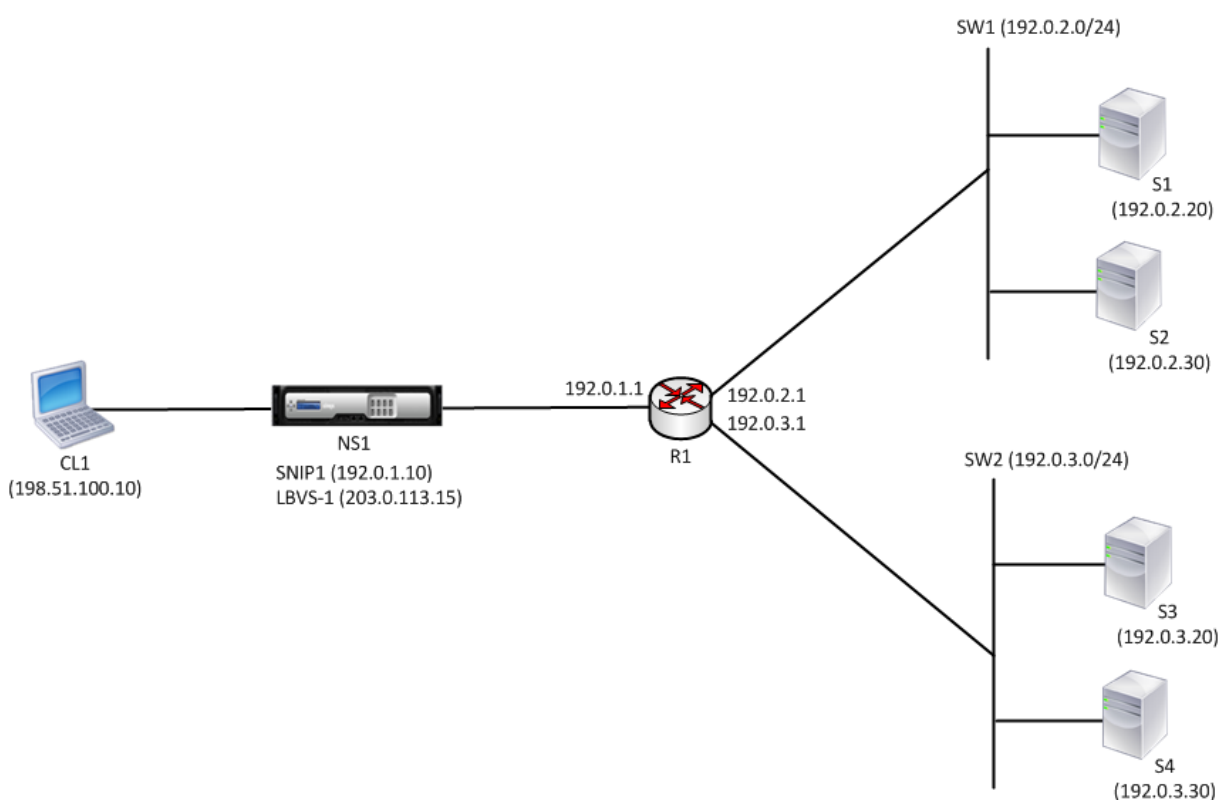 SW1 (192.0.2.0/24)
S1
(192.0.2.20)
S2
(192.0.2.30)
CL1
(198.51.100.10)
NS1
SNIP1 (192.0.1.10)
LBVS-1 (203.0.113.15)
192.0.1.1
192.0.2.1
192.0.3.1
R1
SW2 (192.0.3.0/24)
S3
(192.0.3.20)
S4
(192.0.3.30)